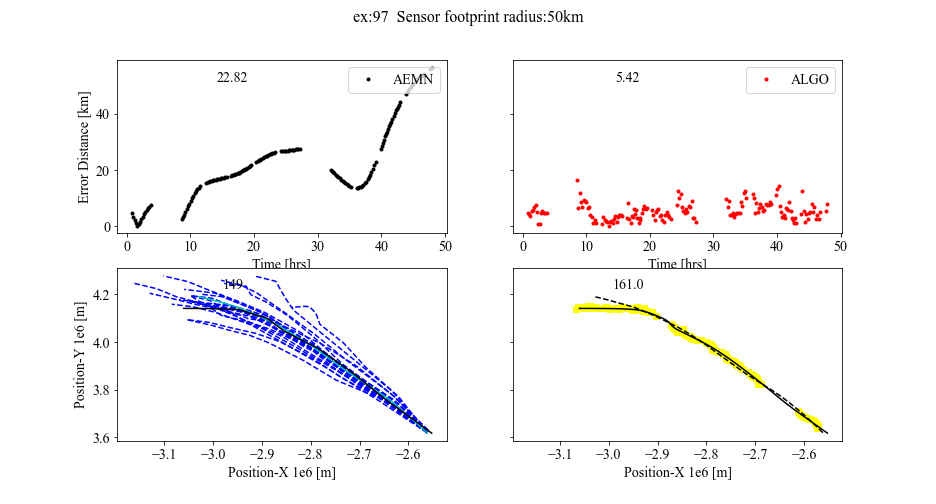 ex:97 Sensor footprint radius:50km
22.82
AEMN
5.42
ALGO
Error Distance [km]
40
20
0
0 10 20 30 40 50
0 10 20 30 40 50
Time [hrs]
Time [hrs]
149
161.0
Position-Y 1e6 [m]
4.2
4.0
3.8
3.6
−3.1 −3.0 −2.9 −2.8 −2.7 −2.6
−3.1 −3.0 −2.9 −2.8 −2.7 −2.6
Position-X 1e6 [m]
Position-X 1e6 [m]